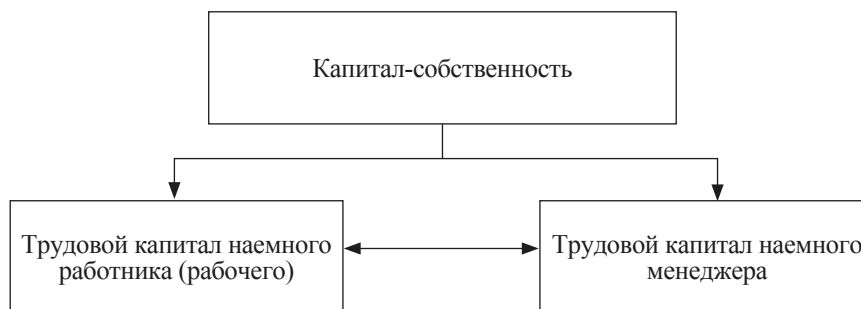 Капитал-собственность
Трудовой капитал наемного
работника (рабочего)
Трудовой капитал наемного
менеджера